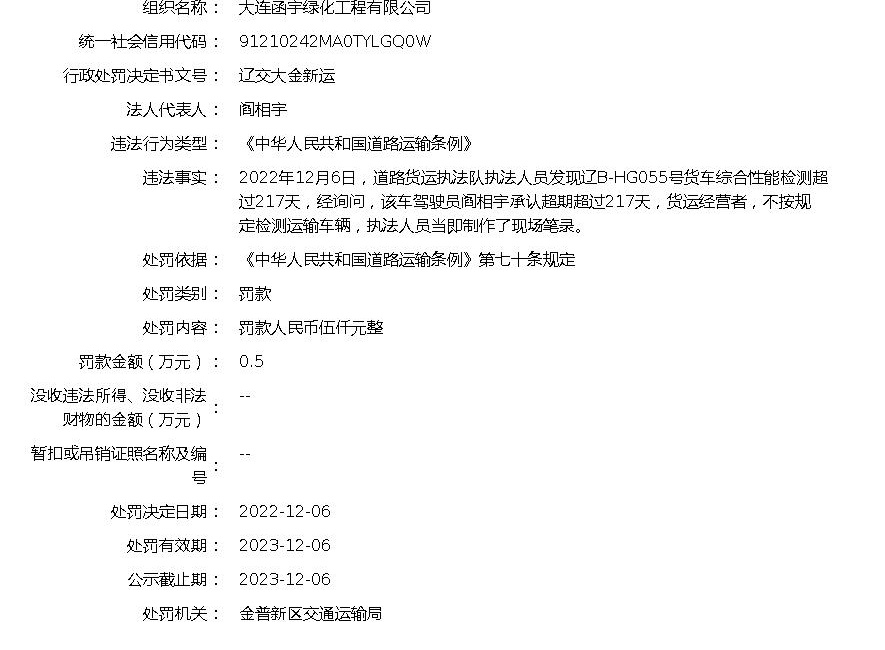 组织名称： 大连函宇绿化工程有限公司
统一社会信用代码： 91210242MA0TYLGQ0W
行政处罚决定书文号： 辽交大金新运
法人代表人： 阎相宇
违法行为类型： 《中华人民共和国道路运输条例》
违法事实： 2022年12月6日，道路货运执法队执法人员发现辽B-HG055号货车综合性能检测超
过217天，经询问，该车驾驶员阎相宇承认超期超过217天，货运经营者，不按规
定检测运输车辆，执法人员当即制作了现场笔录。
处罚依据： 《中华人民共和国道路运输条例》第七十条规定
处罚类别： 罚款
处罚内容： 罚款人民币伍仟元整
罚款金额（万元）： 0.5
没收违法所得、没收非法
财物的金额（万元）： --
暂扣或吊销证照名称及编
号： --
处罚决定日期： 2022-12-06
处罚有效期： 2023-12-06
公示截止期： 2023-12-06
处罚机关： 金普新区交通运输局